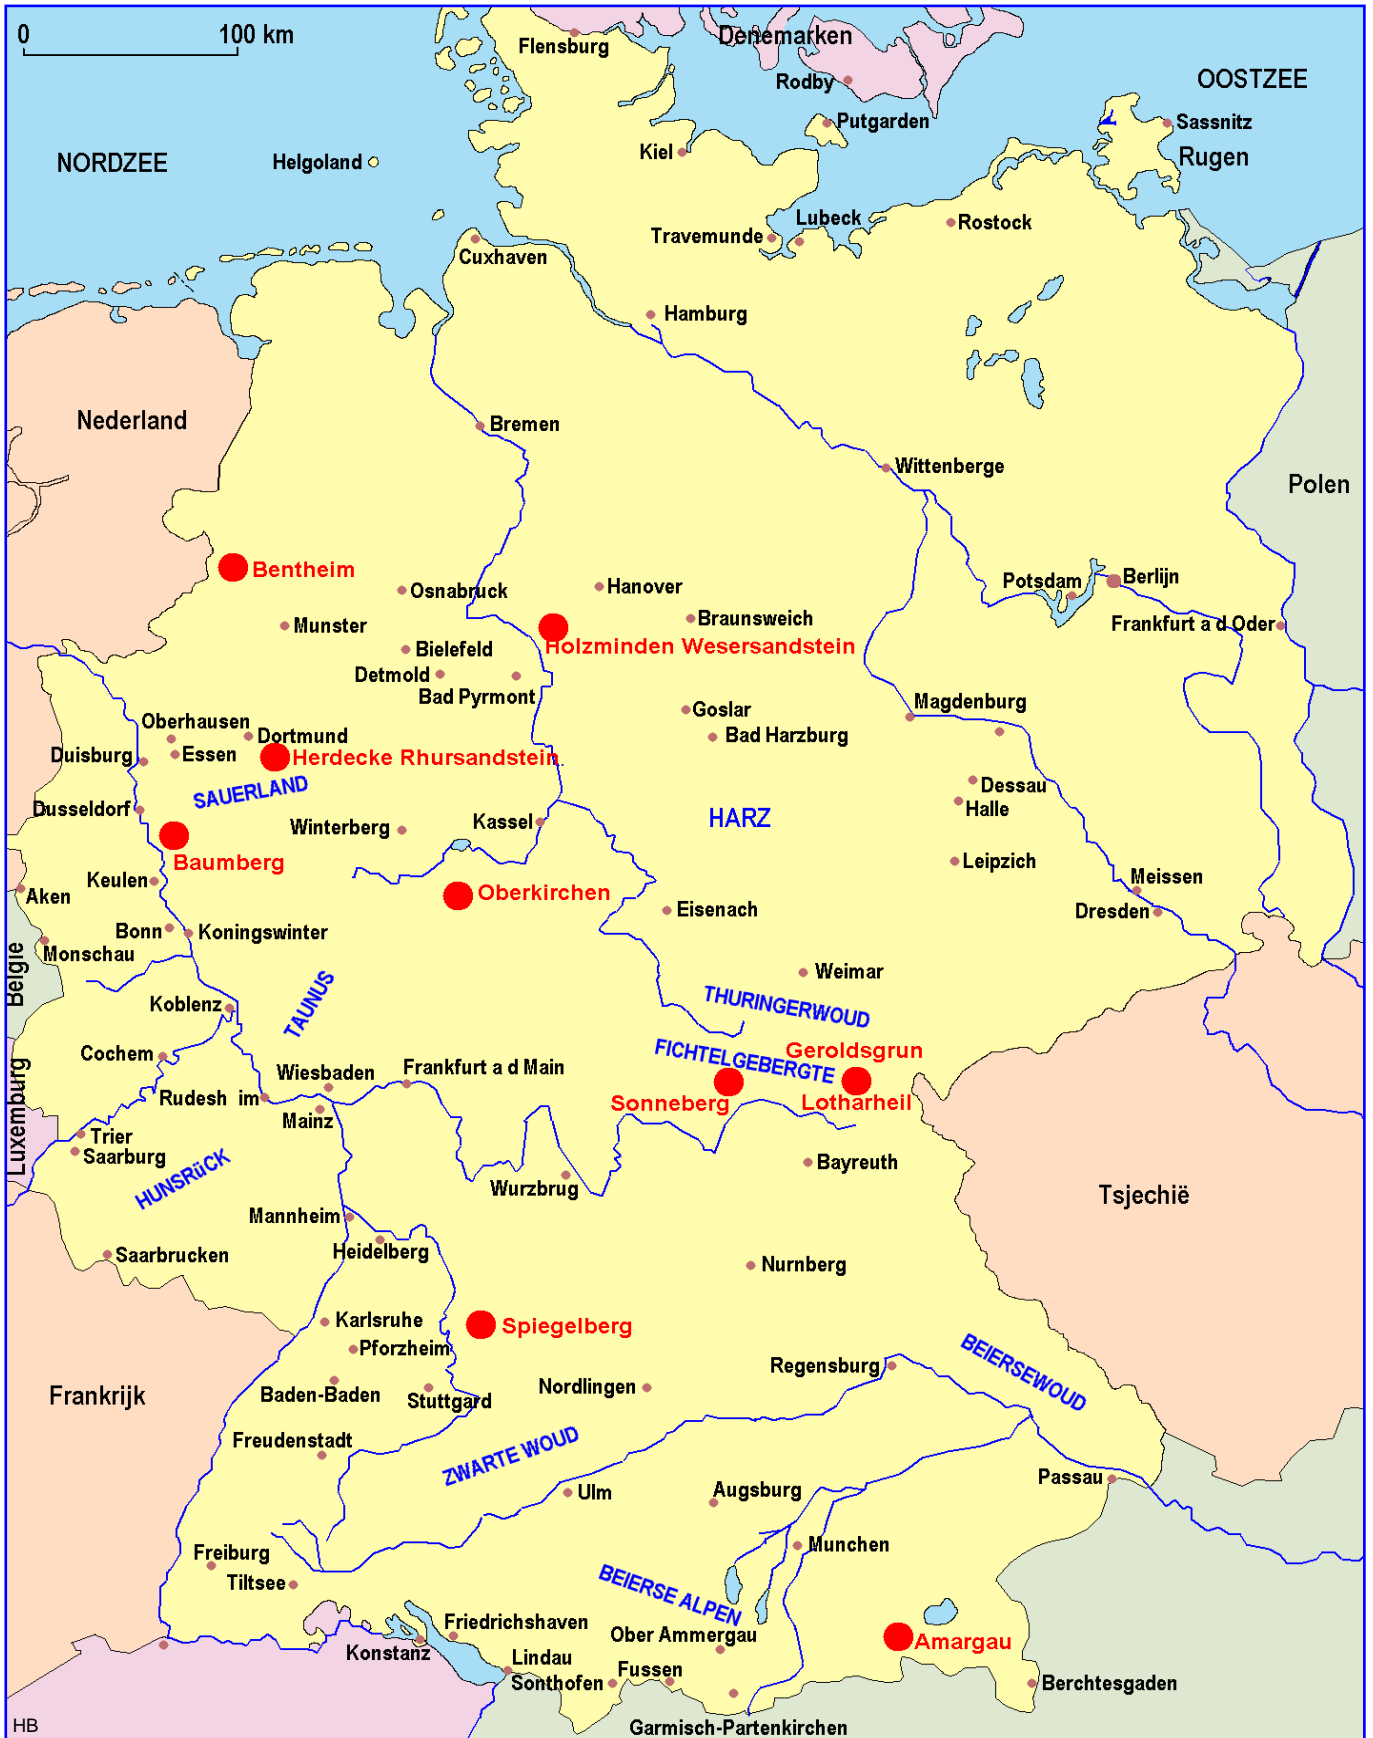 0 100 km
Flensburg
Denemarken
Rodby
OOSTZEE
Putgarden
Sassnitz
NORDZEE
Helgoland
Kiel
Rugen
Lubeck
Travemunde
Rostock
Cuxhaven
Hamburg
Nederland
Bremen
Wittenberge
Polen
Bentheim
Osnabruck
Hanover
Potsdam
Berlijn
Munster
Braunsweich
Frankfurt a d Oder
Bielefeld
Holzminden Wesersandstein
Detmold
Bad Pyrmont
Goslar
Magdenburg
Oberhausen
Dortmund
Bad Harzburg
Duisburg
Essen
Herdecke Rhursandstein.
SAUERLAND
Dessau
Dusseldorf
Halle
Winterberg
Kassel
HARZ
Baumberg
Leipzich
Keulen
Meissen
Aken
Oberkirchen
Eisenach
Dresden
Bonn
Koningswinter
Monschau
Belgie
Weimar
Koblenz
TAUNUS
THURINGERWOUD
Cochem
FICHTELGEBERGTE
Geroldsgrun
Wiesbaden
Frankfurt a d Main
Rudesh im
Sonneberg
Lotharheil
Mainz
Luxemburg
Trier
Saarburg
HUNSRüCK
Wurzbrug
Bayreuth
Tsjechië
Mannheim
Heidelberg
Saarbrucken
Nurnberg
Karlsruhe
Spiegelberg
Pforzheim
Frankrijk
Baden-Baden
Stuttgard
Nordlingen
Regensburg
BEIERSEWOUD
Freudenstadt
ZWARTE WOUD
Passau
Ulm
Augsburg
Freiburg
Munchen
Tiltsee
BEIERSE ALPEN
Friedrichshaven
Ober Ammergau
Amargau
Konstanz
Lindau
Sonthofen
Fussen
Berchtesgaden
HB
Garmisch-Partenkirchen